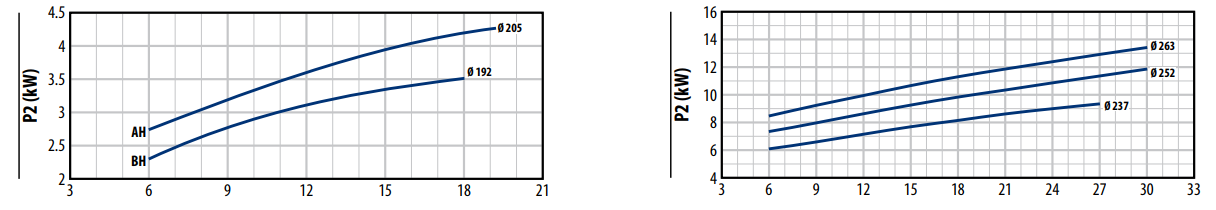 P2 (kW)
4.5
4
3.5
3
2.5
2
3 6 9 12 15 18 21
AH
BH
Ø 205
Ø 192
P2 (kW)
16
14
12
10
8
6
4
3 6 9 12 15 18 21 24 27 30 33
Ø 263
Ø 252
Ø 237